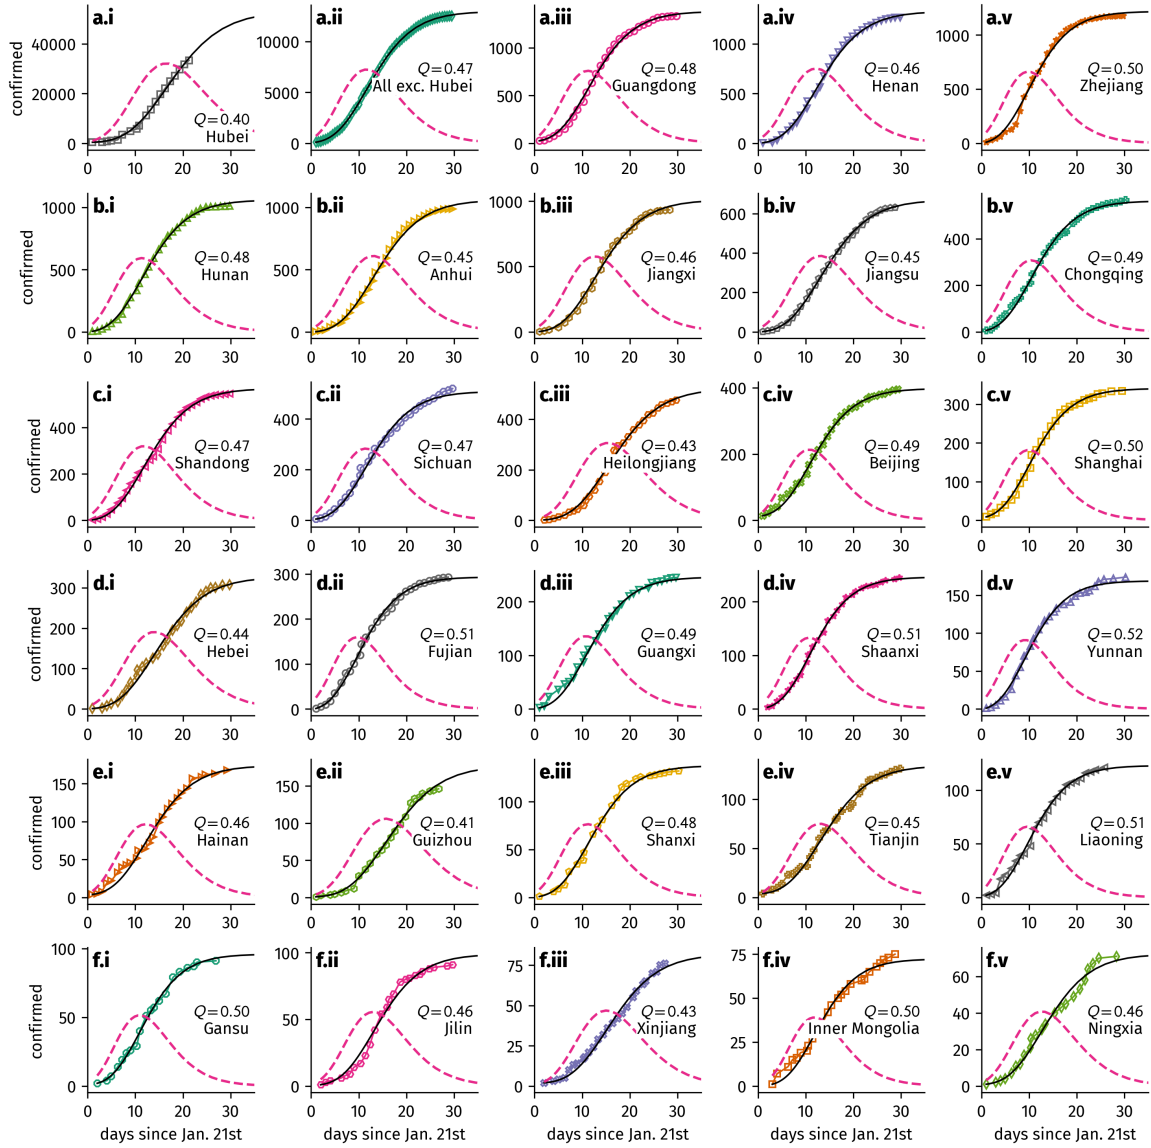 a.i
a.ii
a.iii
a.iv
a.v
confirmed
40000
20000
0
Q=0.40
Hubei
10000
5000
0
Q=0.47
All exc. Hubei
1000
500
0
Q=0.48
Guangdong
1000
500
0
Q=0.46
Henan
1000
500
0
Q=0.50
Zhejiang
0 10 20 30
0 10 20 30
0 10 20 30
0 10 20 30
0 10 20 30
b.i
b.ii
b.iii
b.iv
b.v
confirmed
1000
500
0
Q=0.48
Hunan
1000
500
0
Q=0.45
Anhui
1000
500
0
Q=0.46
Jiangxi
600
400
200
0
Q=0.45
Jiangsu
400
200
0
Q=0.49
Chongqing
0 10 20 30
0 10 20 30
0 10 20 30
0 10 20 30
0 10 20 30
c.i
c.ii
c.iii
c.iv
c.v
confirmed
400
200
0
Q=0.47
Shandong
400
200
0
Q=0.47
Sichuan
400
200
0
Q=0.43
Heilongjiang
400
200
0
Q=0.49
Beijing
300
200
100
0
Q=0.50
Shanghai
0 10 20 30
0 10 20 30
0 10 20 30
0 10 20 30
0 10 20 30
d.i
d.ii
d.iii
d.iv
d.v
confirmed
300
200
100
0
Q=0.44
Hebei
300
200
100
0
Q=0.51
Fujian
200
100
0
Q=0.49
Guangxi
200
100
0
Q=0.51
Shaanxi
150
100
50
0
Q=0.52
Yunnan
0 10 20 30
0 10 20 30
0 10 20 30
0 10 20 30
0 10 20 30
e.i
e.ii
e.iii
e.iv
e.v
confirmed
150
100
50
0
Q=0.46
Hainan
150
100
50
0
Q=0.41
Guizhou
100
50
0
Q=0.48
Shanxi
100
50
0
Q=0.45
Tianjin
100
50
0
Q=0.51
Liaoning
0 10 20 30
0 10 20 30
0 10 20 30
0 10 20 30
0 10 20 30
f.i
f.ii
f.iii
f.iv
f.v
confirmed
100
50
0
Q=0.50
Gansu
100
50
0
Q=0.46
Jilin
75
50
25
0
Q=0.43
Xinjiang
75
50
25
0
Q=0.50
Inner Mongolia
60
40
20
0
Q=0.46
Ningxia
0 10 20 30
0 10 20 30
0 10 20 30
0 10 20 30
0 10 20 30
days since Jan. 21st
days since Jan. 21st
days since Jan. 21st
days since Jan. 21st
days since Jan. 21st